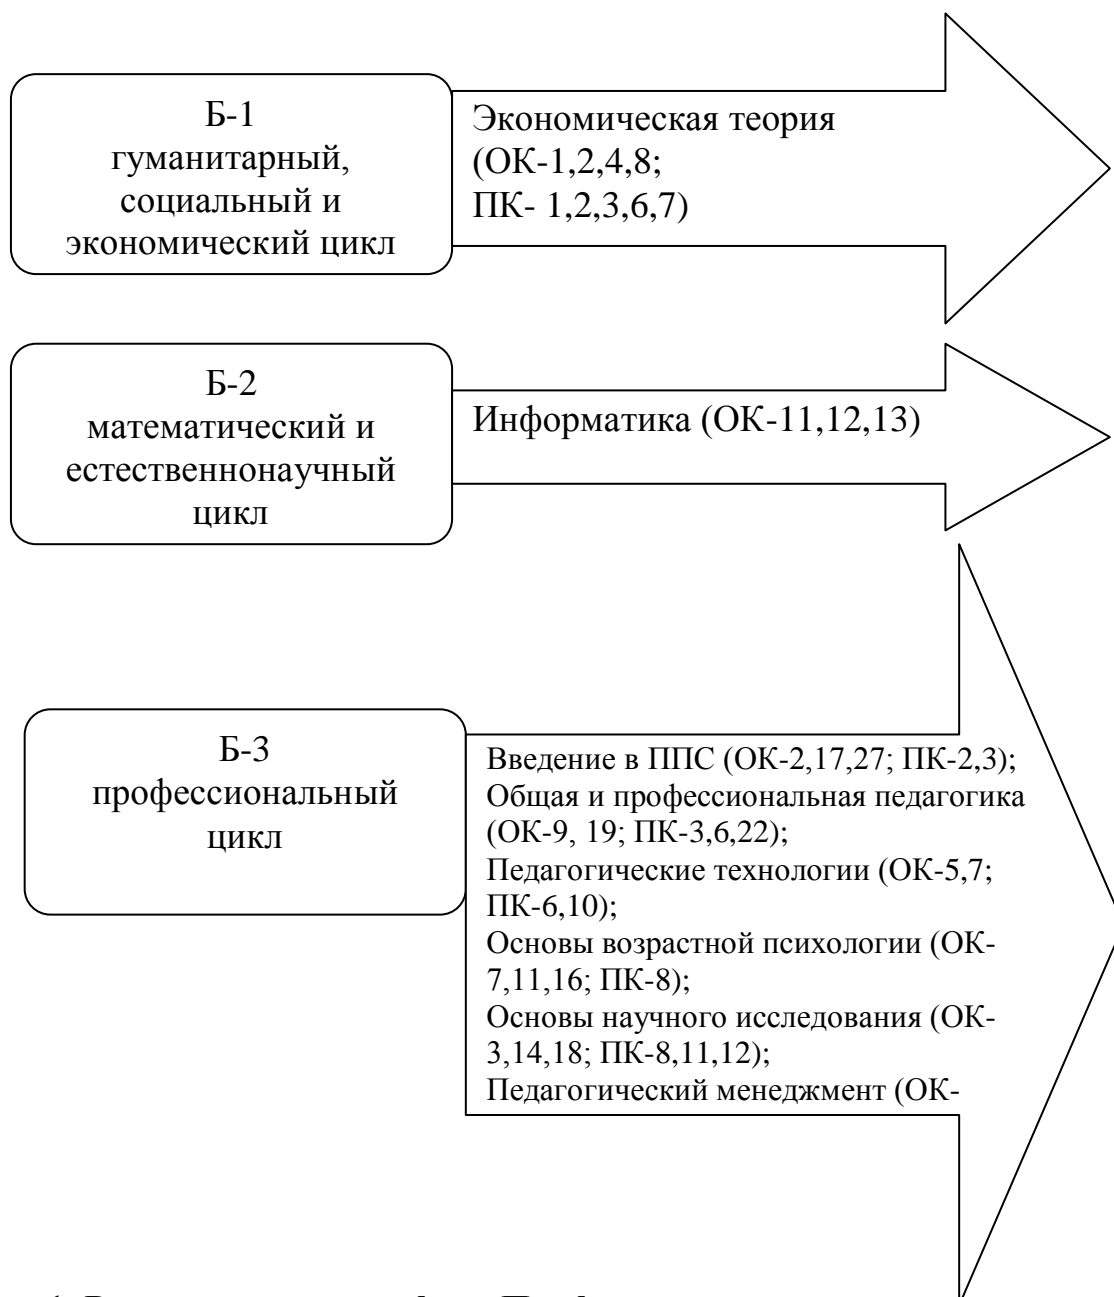 Б-1
гуманитарный,
социальный и
экономический цикл
Экономическая теория
(ОК-1,2,4,8;
ПК- 1,2,3,6,7)
Б-2
математический и
естественнонаучный
цикл
Информатика (ОК-11,12,13)
Б-3
профессиональный
цикл
Введение в ППС (ОК-2,17,27; ПК-2,3);
Общая и профессиональная педагогика
(ОК-9, 19; ПК-3,6,22);
Педагогические технологии (ОК-5,7;
ПК-6,10);
Основы возрастной психологии (ОК-
7,11,16; ПК-8);
Основы научного исследования (ОК-
3,14,18; ПК-8,11,12);
Педагогический менеджмент (ОК-